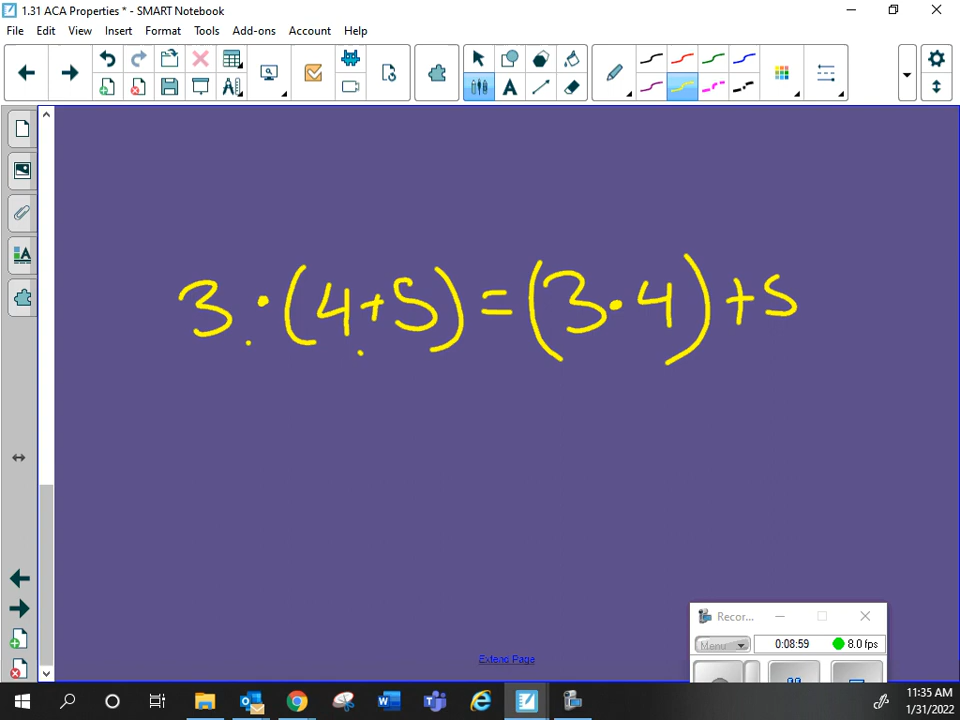 1.31 ACA Properties * - SMART Notebook
File Edit View Insert Format Tools Add-ons Account Help
3 · (4+5) = (3·4) + 5
Extend Page
Recor...
Menu 0:08:59 8.0 fps
11:35 AM
1/31/2022